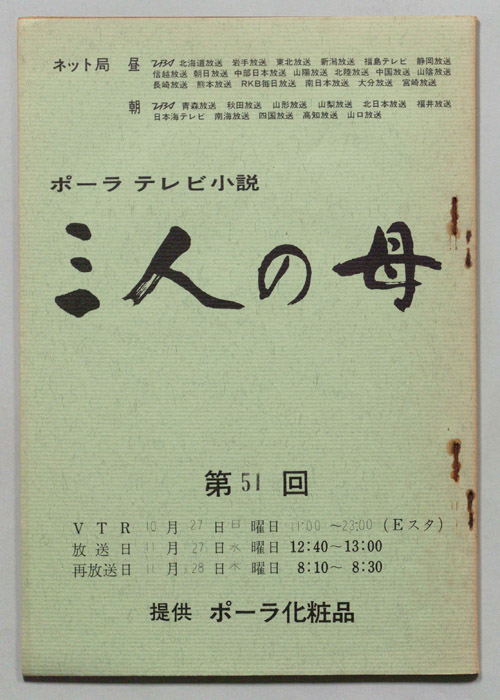 ネット局 昼 TBS 北海道放送 岩手放送 東北放送 新潟放送 福島テレビ 静岡放送
信越放送 朝日放送 中部日本放送 山陽放送 北陸放送 中国放送 山陰放送
長崎放送 熊本放送 RKB毎日放送 南日本放送 大分放送 宮崎放送
朝 TBS 青森放送 秋田放送 山形放送 山梨放送 北日本放送 福井放送
日本海テレビ 南海放送 四国放送 高知放送 山口放送
ポーラ テレビ小説
三人の母
第51回
VTR 10月27日日曜日 11:00~23:00(Eスタ)
放送日 11月27日水曜日 12:40~13:00
再放送日 11月28日木曜日 8:10~8:30
提供 ポーラ化粧品